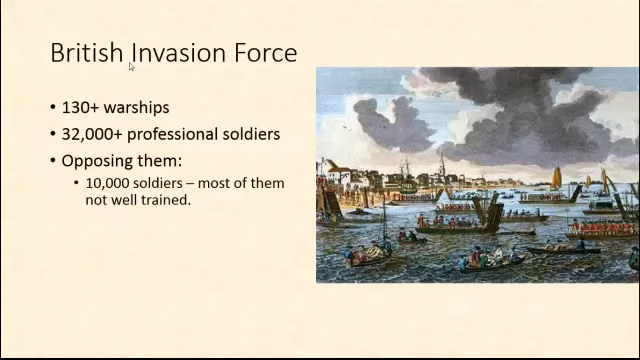 British Invasion Force
• 130+ warships
• 32,000+ professional soldiers
• Opposing them:
• 10,000 soldiers – most of them
not well trained.